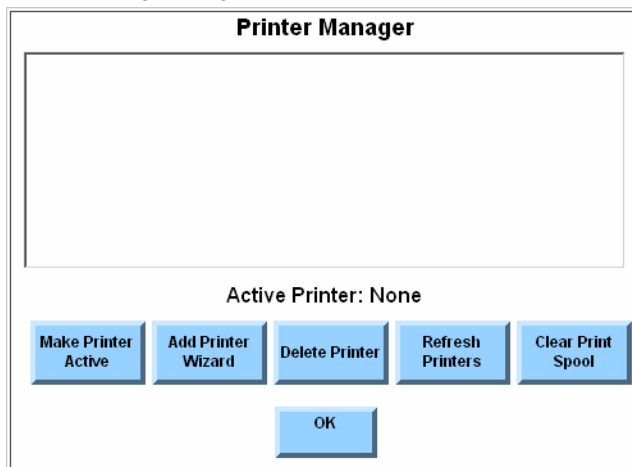 Printer Manager
Active Printer: None
Make Printer
Active
Add Printer
Wizard
Delete Printer
Refresh
Printers
Clear Print
Spool
OK